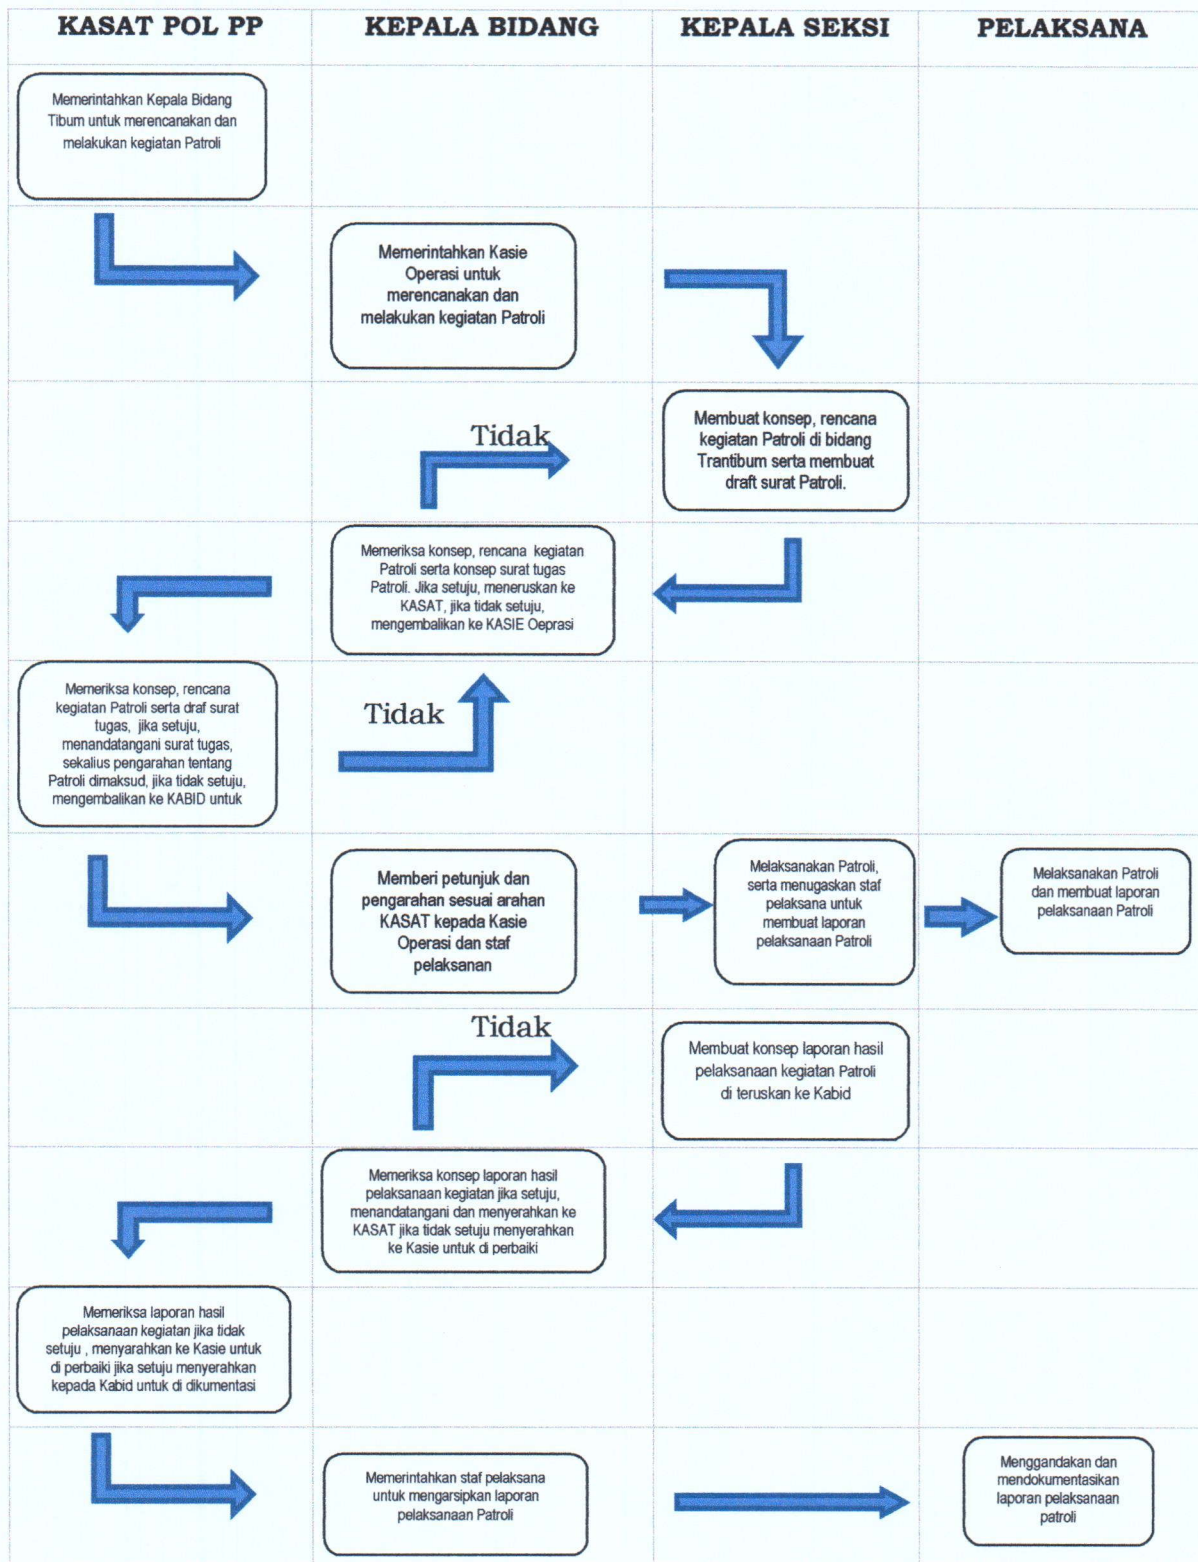 KASAT POL PP
KEPALA BIDANG
KEPALA SEKSI
PELAKSANA
Memerintahkan Kepala Bidang
Tibum untuk merencanakan dan
melakukan kegiatan Patroli
Memerintahkan Kasie
Operasi untuk
merencanakan dan
melakukan kegiatan Patroli
Membuat konsep, rencana
kegiatan Patroli di bidang
Trantibum serta membuat
draft surat Patroli.
Tidak
Memeriksa konsep, rencana kegiatan
Patroli serta konsep surat tugas
Patroli. Jika setuju, meneruskan ke
KASAT, jika tidak setuju,
mengembalikan ke KASIE Oeprasi
Memeriksa konsep, rencana
kegiatan Patroli serta draf surat
tugas, jika setuju,
menandatangani surat tugas,
sekalius pengarahan tentang
Patroli dimaksud, jika tidak setuju,
mengembalikan ke KABID untuk
Tidak
Memberi petunjuk dan
pengarahan sesuai arahan
KASAT kepada Kasie
Operasi dan staf
pelaksanan
Melaksanakan Patroli,
serta menugaskan staf
pelaksana untuk
membuat laporan
pelaksanaan Patroli
Melaksanakan Patroli
dan membuat laporan
pelaksanaan Patroli
Tidak
Membuat konsep laporan hasil
pelaksanaan kegiatan Patroli
di teruskan ke Kabid
Memeriksa konsep laporan hasil
pelaksanaan kegiatan jika setuju,
menandatangani dan menyerahkan ke
KASAT jika tidak setuju menyerahkan
ke Kasie untuk di perbaiki
Memeriksa laporan hasil
pelaksanaan kegiatan jika tidak
setuju , menyarahkan ke Kasie untuk
di perbaiki jika setuju menyerahkan
kepada Kabid untuk di dikumentasi
Memerintahkan staf pelaksana
untuk mengarsipkan laporan
pelaksanaan Patroli
Menggandakan dan
mendokumentasikan
laporan pelaksanaan
patroli